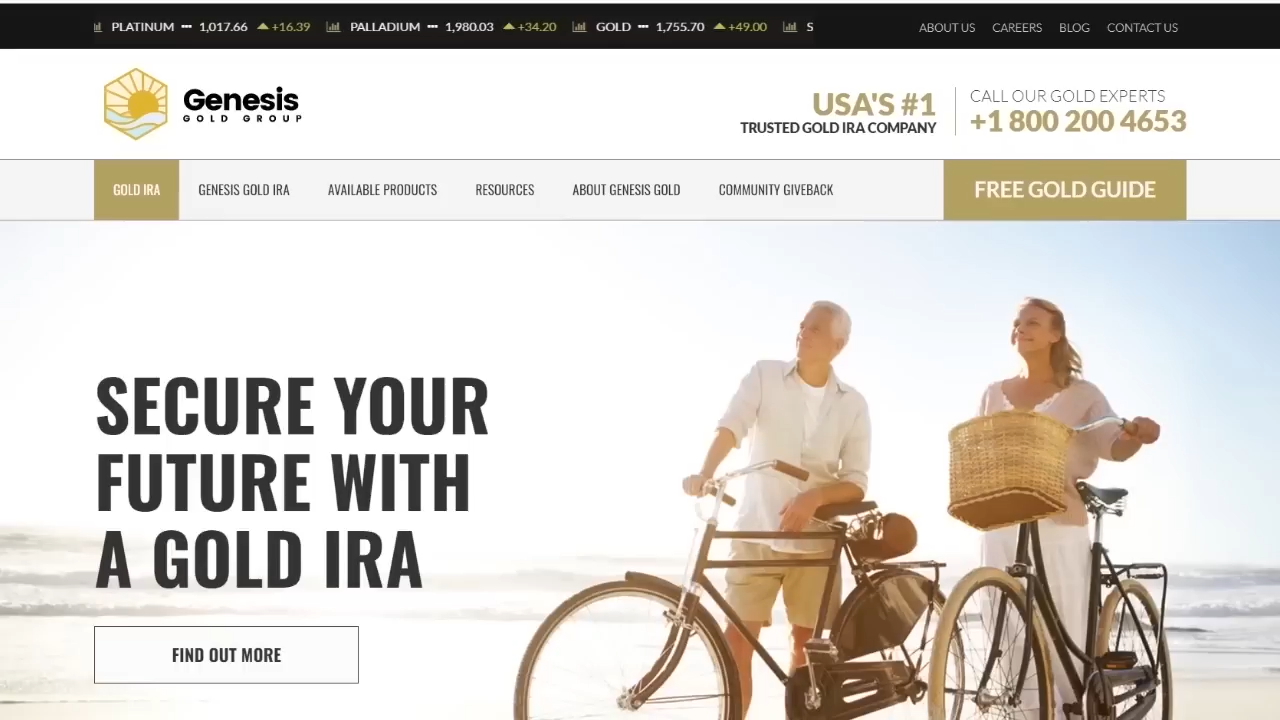 PLATINUM ••• 1,017.66 +16.39 PALLADIUM ••• 1,980.03 +34.20 GOLD ••• 1,755.70 +49.00 S
ABOUT US CAREERS BLOG CONTACT US
Genesis
GOLD GROUP
USA'S #1
TRUSTED GOLD IRA COMPANY
CALL OUR GOLD EXPERTS
+1 800 200 4653
GOLD IRA GENESIS GOLD IRA AVAILABLE PRODUCTS RESOURCES ABOUT GENESIS GOLD COMMUNITY GIVEBACK FREE GOLD GUIDE
SECURE YOUR
FUTURE WITH
A GOLD IRA
FIND OUT MORE